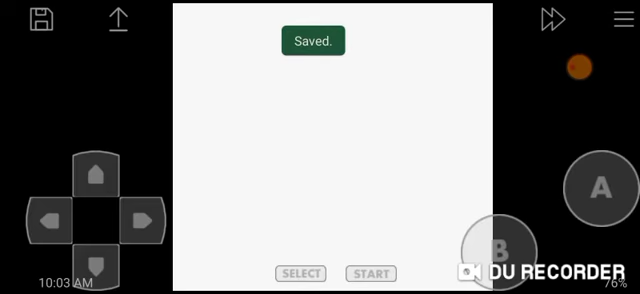 Saved.
A
B
SELECT
START
DU RECORDER
10:03 AM
76%